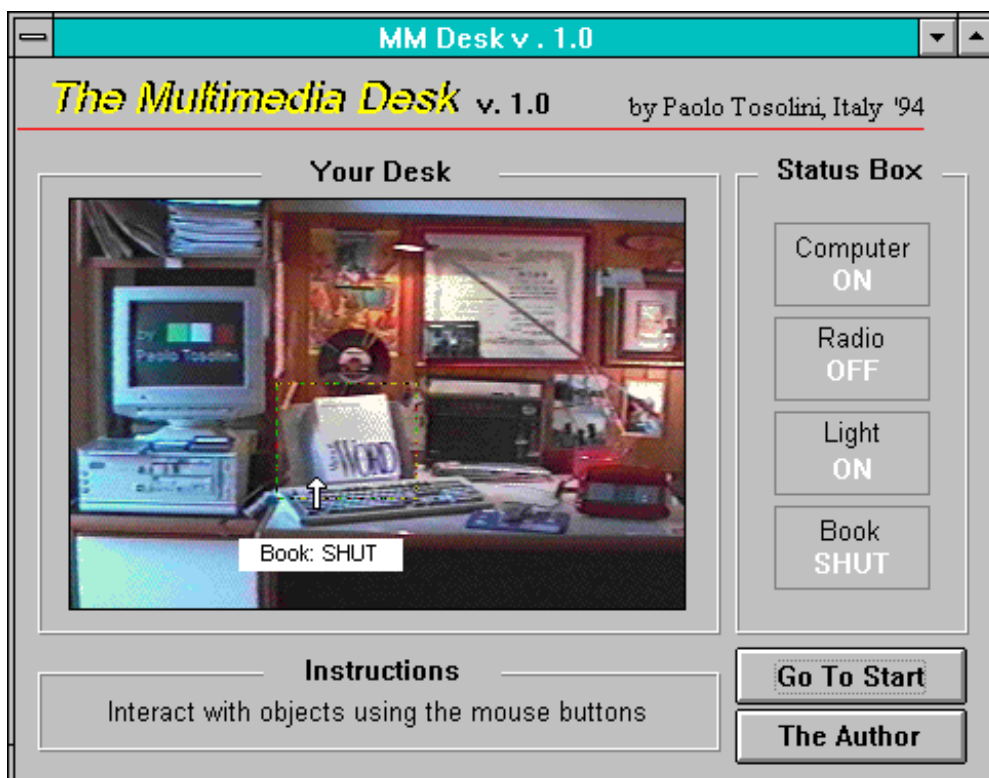 MM Desk v . 1.0
The Multimedia Desk v. 1.0
by Paolo Tosolini, Italy '94
Your Desk
Status Box
Computer
ON
Radio
OFF
Light
ON
Book
SHUT
by
Paolo Tosolini
WORD
Book: SHUT
Instructions
Interact with objects using the mouse buttons
Go To Start
The Author